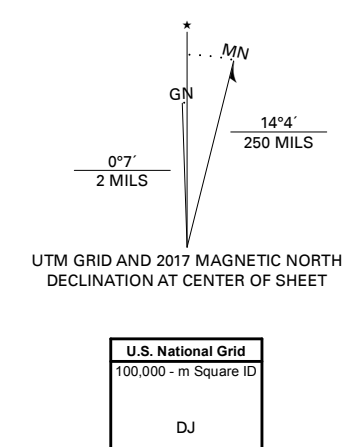 ★
MN
GN
14°4´
250 MILS
0°7´
2 MILS
UTM GRID AND 2017 MAGNETIC NORTH
DECLINATION AT CENTER OF SHEET
U.S. National Grid
100,000 - m Square ID
DJ